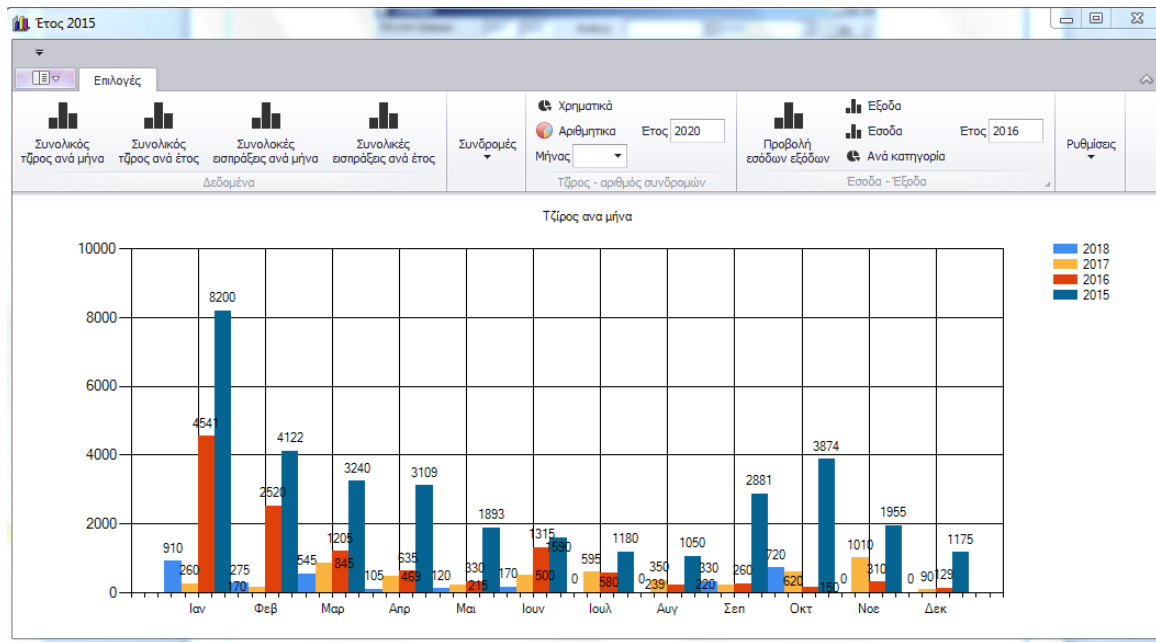 Έτος 2015
Επιλογές
Συνολικός τζίρος ανά μήνα
Συνολικός τζίρος ανά έτος
Συνολοκές εισπράξεις ανά μήνα
Συνολικές εισπράξεις ανά έτος
Δεδομένα
Συνδρομές
Χρηματικά
Αριθμητικα
Έτος 2020
Μήνας
Τζίρος - αριθμός συνδρομών
Προβολή εσόδων εξόδων
Έξοδα
Έσοδα
Έτος 2016
Ανά κατηγορία
Έσοδα - Έξοδα
Ρυθμίσεις
Τζίρος ανα μήνα
2018
2017
2016
2015
10000
8000
6000
4000
2000
0
910 260 4541 8200
275 170 2520 4122
545 845 1205 3240
105 469 635 3109
120 215 330 1893
170 500 1315 1590
0 595 580 1180
0 350 239 1050
330 220 260 2881
720 620 150 3874
0 1010 310 1955
0 90 129 1175
Ιαν Φεβ Μαρ Απρ Μαι Ιουν Ιουλ Αυγ Σεπ Οκτ Νοε Δεκ